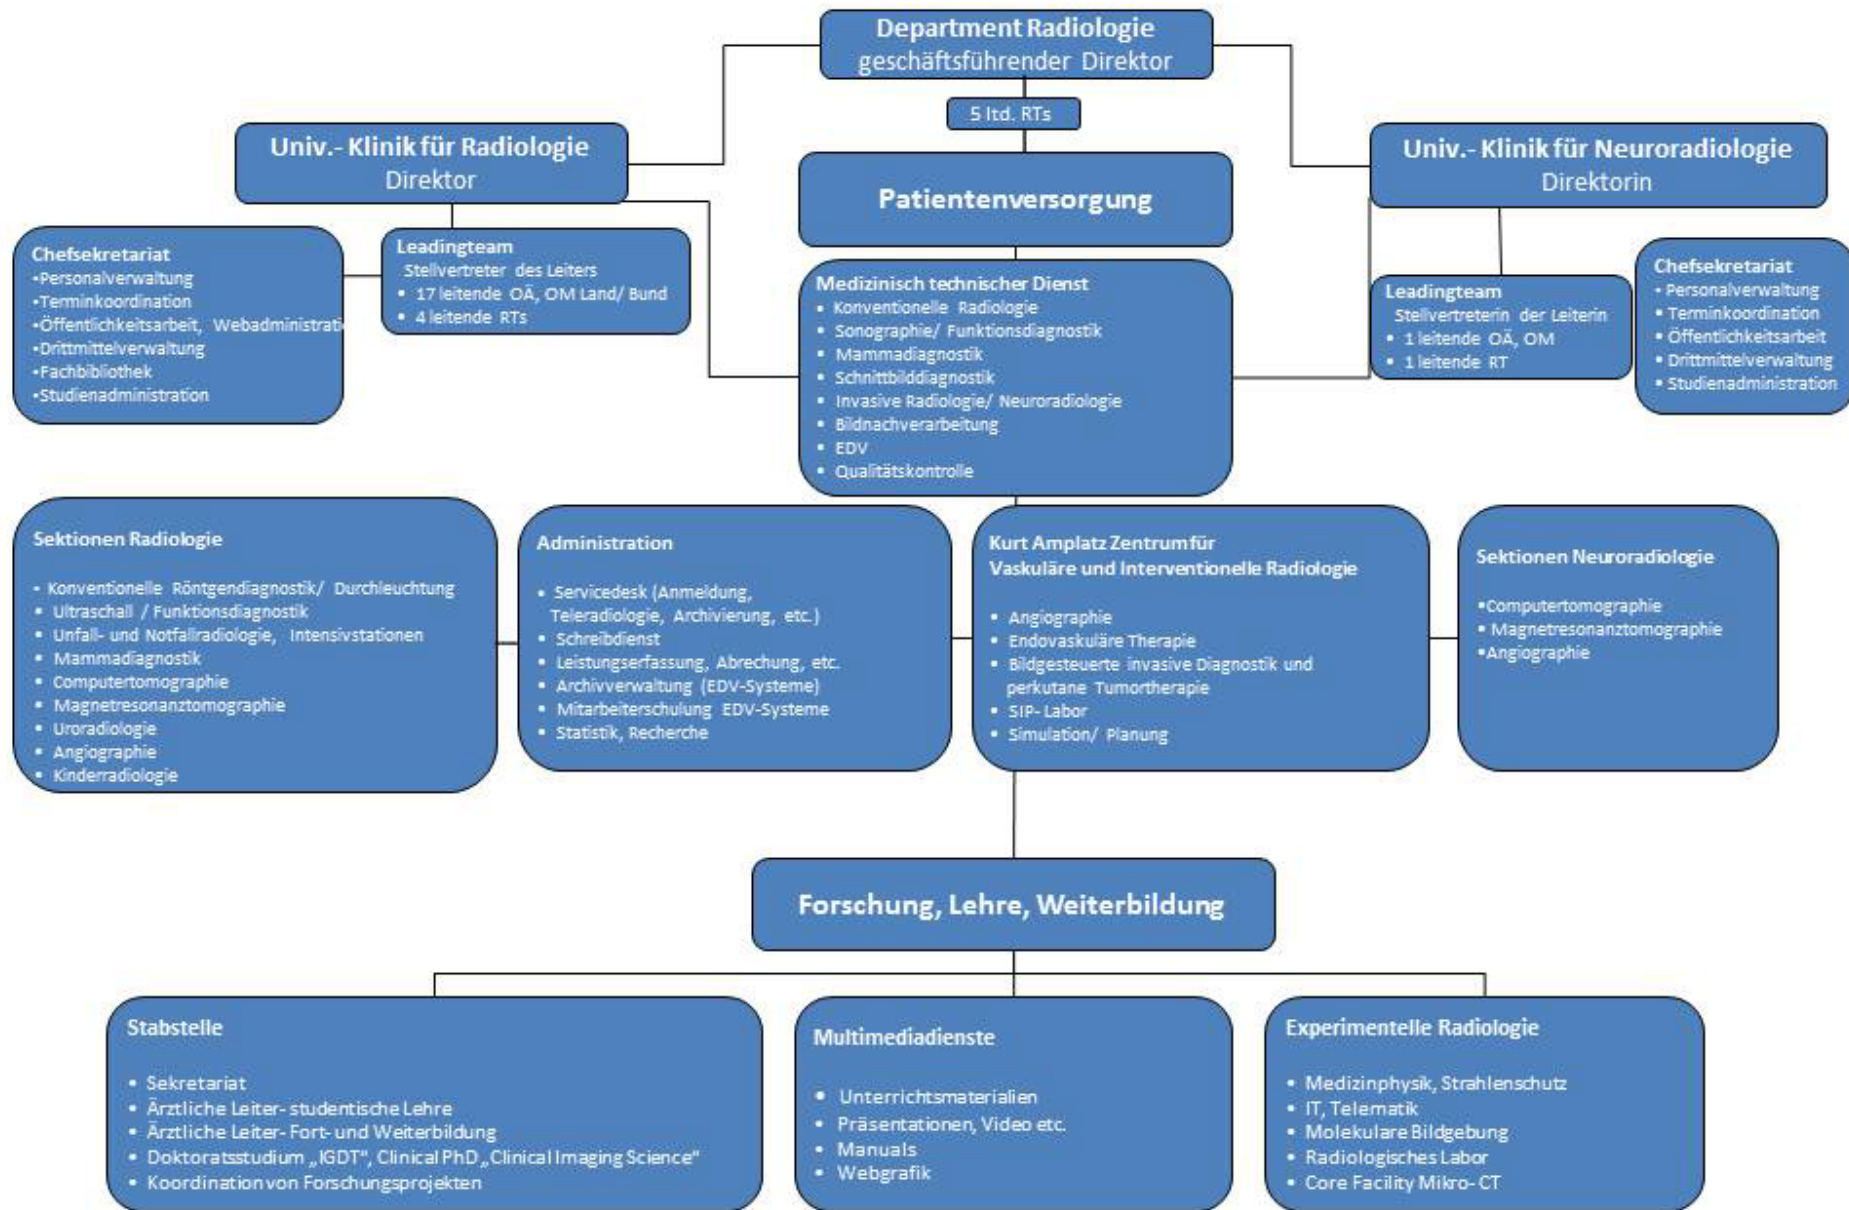 Department Radiologie
geschäftsführender Direktor
5 ltd. RTs
Univ.- Klinik für Radiologie
Direktor
Patientenversorgung
Univ.- Klinik für Neuroradiologie
Direktorin
Chefsekretariat
•Personalverwaltung
•Terminkoordination
•Öffentlichkeitsarbeit, Webadministrati
•Drittmittelverwaltung
•Fachbibliothek
•Studienadministration
Leadingteam
Stellvertreter des Leiters
• 17 leitende OÄ, OM Land/ Bund
• 4 leitende RTs
Medizinisch technischer Dienst
• Konventionelle Radiologie
• Sonographie/ Funktionsdiagnostik
• Mammadiagnostik
• Schnittbilddiagnostik
• Invasive Radiologie/ Neuroradiologie
• Bildnachverarbeitung
• EDV
• Qualitätskontrolle
Leadingteam
Stellvertreterin der Leiterin
• 1 leitende OÄ, OM
• 1 leitende RT
Chefsekretariat
• Personalverwaltung
• Terminkoordination
• Öffentlichkeitsarbeit
• Drittmittelverwaltung
• Studienadministration
Sektionen Radiologie
• Konventionelle Röntgendiagnostik/ Durchleuchtung
• Ultraschall / Funktionsdiagnostik
• Unfall- und Notfallradiologie, Intensivstationen
• Mammadiagnostik
• Computertomographie
• Magnetresonanztomographie
• Uroradiologie
• Angiographie
• Kinderradiologie
Administration
• Servicedesk (Anmeldung,
Teleradiologie, Archivierung, etc.)
• Schreibdienst
• Leistungserfassung, Abrechung, etc.
• Archivverwaltung (EDV-Systeme)
• Mitarbeiterschulung EDV-Systeme
• Statistik, Recherche
Kurt Amplatz Zentrum für
Vaskuläre und Interventionelle Radiologie
• Angiographie
• Endovaskuläre Therapie
• Bildgesteuerte invasive Diagnostik und
perkutane Tumortherapie
• SIP- Labor
• Simulation/ Planung
Sektionen Neuroradiologie
•Computertomographie
• Magnetresonanztomographie
•Angiographie
Forschung, Lehre, Weiterbildung
Stabstelle
• Sekretariat
• Ärztliche Leiter- studentische Lehre
• Ärztliche Leiter- Fort- und Weiterbildung
• Doktoratsstudium „IGDT“, Clinical PhD „Clinical Imaging Science“
• Koordination von Forschungsprojekten
Multimediadienste
• Unterrichtsmaterialien
• Präsentationen, Video etc.
• Manuals
• Webgrafik
Experimentelle Radiologie
• Medizinphysik, Strahlenschutz
• IT, Telematik
• Molekulare Bildgebung
• Radiologisches Labor
• Core Facility Mikro- CT